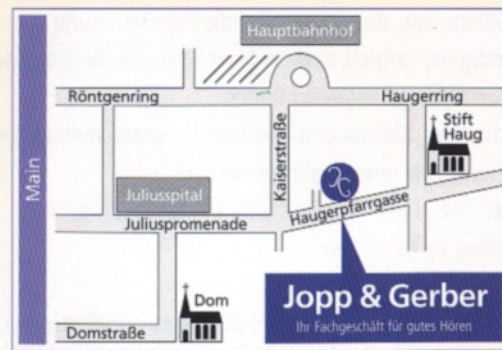 Hauptbahnhof
Röntgenring
Haugerring
Main
Kaiserstraße
Stift
Haug
Juliusspital
Juliuspromenade
Haugerpfarrgasse
Dom
Domstraße
Jopp & Gerber
Ihr Fachgeschäft für gutes Hören